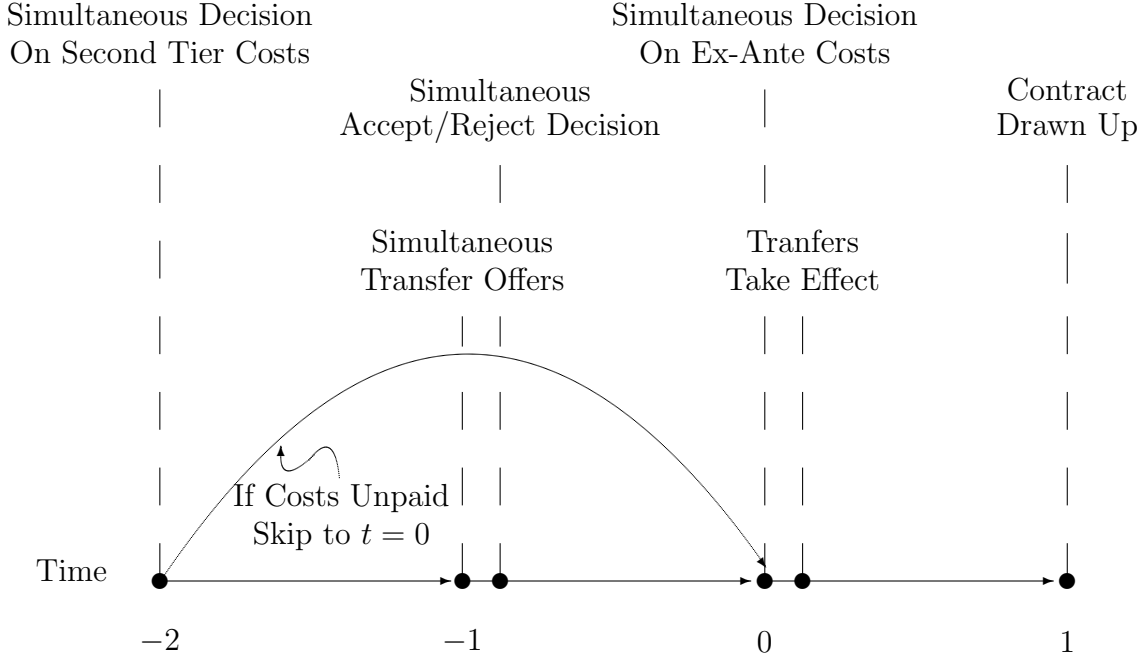 Simultaneous Decision
On Second Tier Costs
Simultaneous Decision
On Ex-Ante Costs
Simultaneous
Accept/Reject Decision
Contract
Drawn Up
Simultaneous
Transfer Offers
Tranfers
Take Effect
If Costs Unpaid
Skip to t = 0
Time
−2
−1
0
1